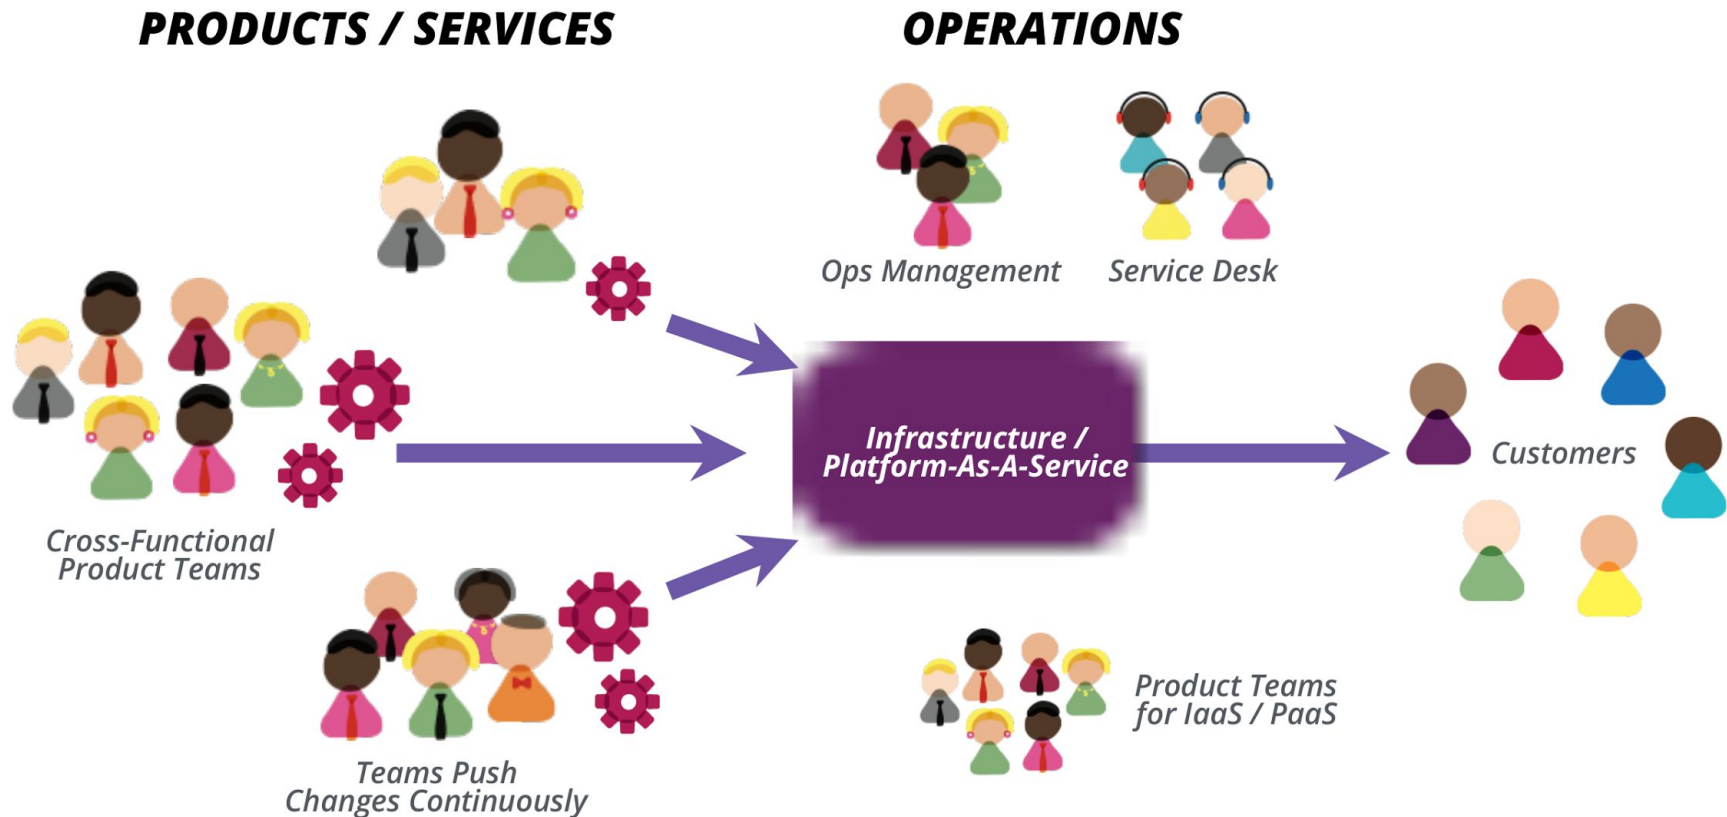 PRODUCTS / SERVICES
OPERATIONS
Ops Management
Service Desk
Infrastructure /
Platform-As-A-Service
Customers
Cross-Functional
Product Teams
Product Teams
for IaaS / PaaS
Teams Push
Changes Continuously